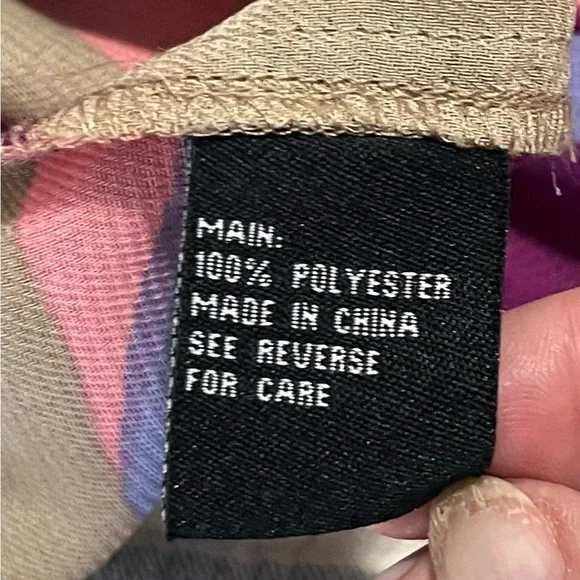 MAIN:
100% POLYESTER
MADE IN CHINA
SEE REVERSE
FOR CARE